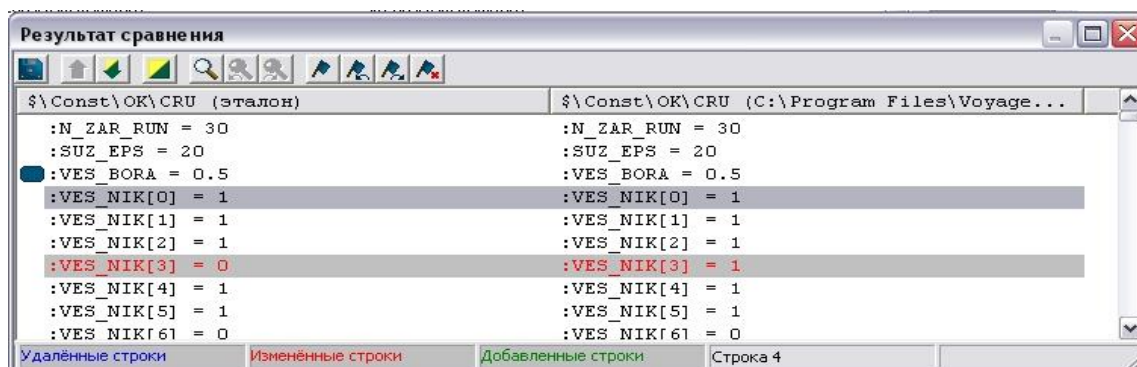 Результат сравнения
$\Const\OK\CRU (эталон) $\Const\OK\CRU (C:\Program Files\Voyage...
:N_ZAR_RUN = 30 :N_ZAR_RUN = 30
:SUZ_EPS = 20 :SUZ_EPS = 20
:VES_BORA = 0.5 :VES_BORA = 0.5
:VES_NIK[0] = 1 :VES_NIK[0] = 1
:VES_NIK[1] = 1 :VES_NIK[1] = 1
:VES_NIK[2] = 1 :VES_NIK[2] = 1
:VES_NIK[3] = 0 :VES_NIK[3] = 1
:VES_NIK[4] = 1 :VES_NIK[4] = 1
:VES_NIK[5] = 1 :VES_NIK[5] = 1
:VES_NIK[6] = 0 :VES_NIK[6] = 0
Удалённые строки Изменённые строки Добавленные строки Строка 4